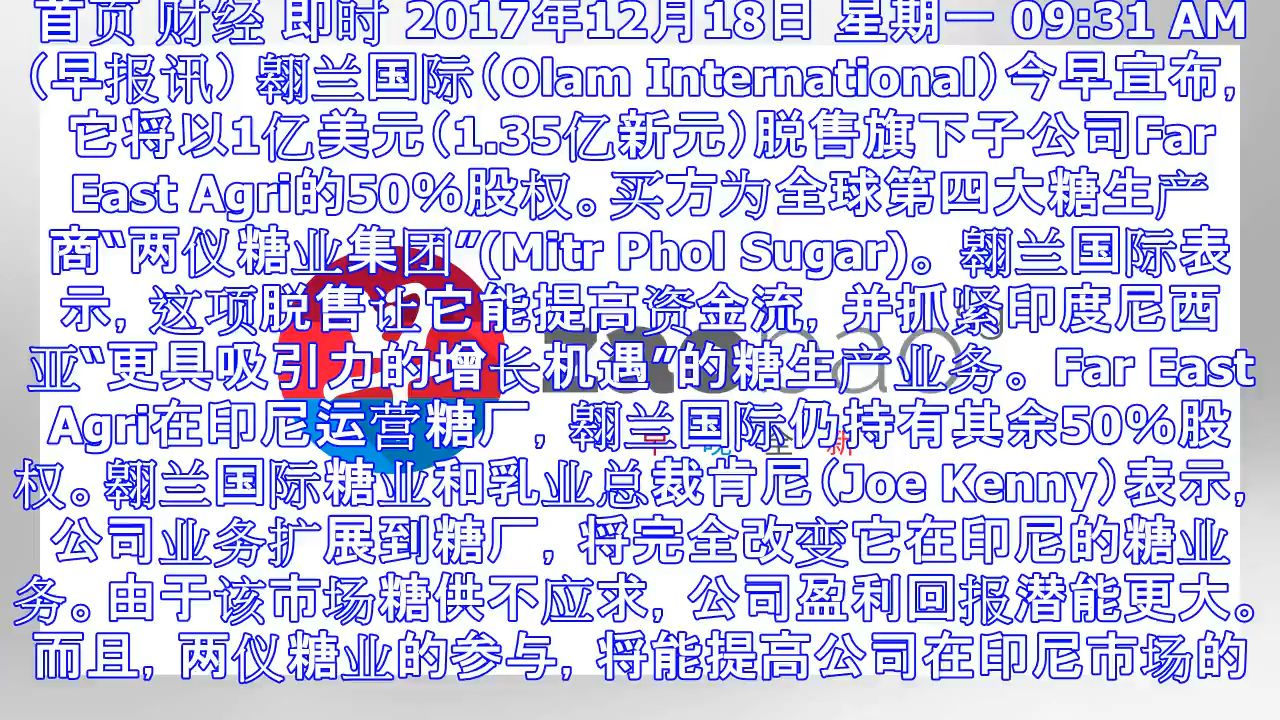 首页 财经 即时 2017年12月18日 星期一 09:31 AM
（早报讯）翱兰国际（Olam International）今早宣布，
它将以1亿美元（1.35亿新元）脱售旗下子公司Far
East Agri的50%股权。买方为全球第四大糖生产
商“两仪糖业集团”(Mitr Phol Sugar)。翱兰国际表
示，这项脱售让它能提高资金流，并抓紧印度尼西
亚“更具吸引力的增长机遇”的糖生产业务。Far East
Agri在印尼运营糖厂，翱兰国际仍持有其余50%股
权。翱兰国际糖业和乳业总裁肯尼（Joe Kenny）表示，
公司业务扩展到糖厂，将完全改变它在印尼的糖业
务。由于该市场糖供不应求，公司盈利回报潜能更大。
而且，两仪糖业的参与，将能提高公司在印尼市场的
zaobao
早 晚 全 新